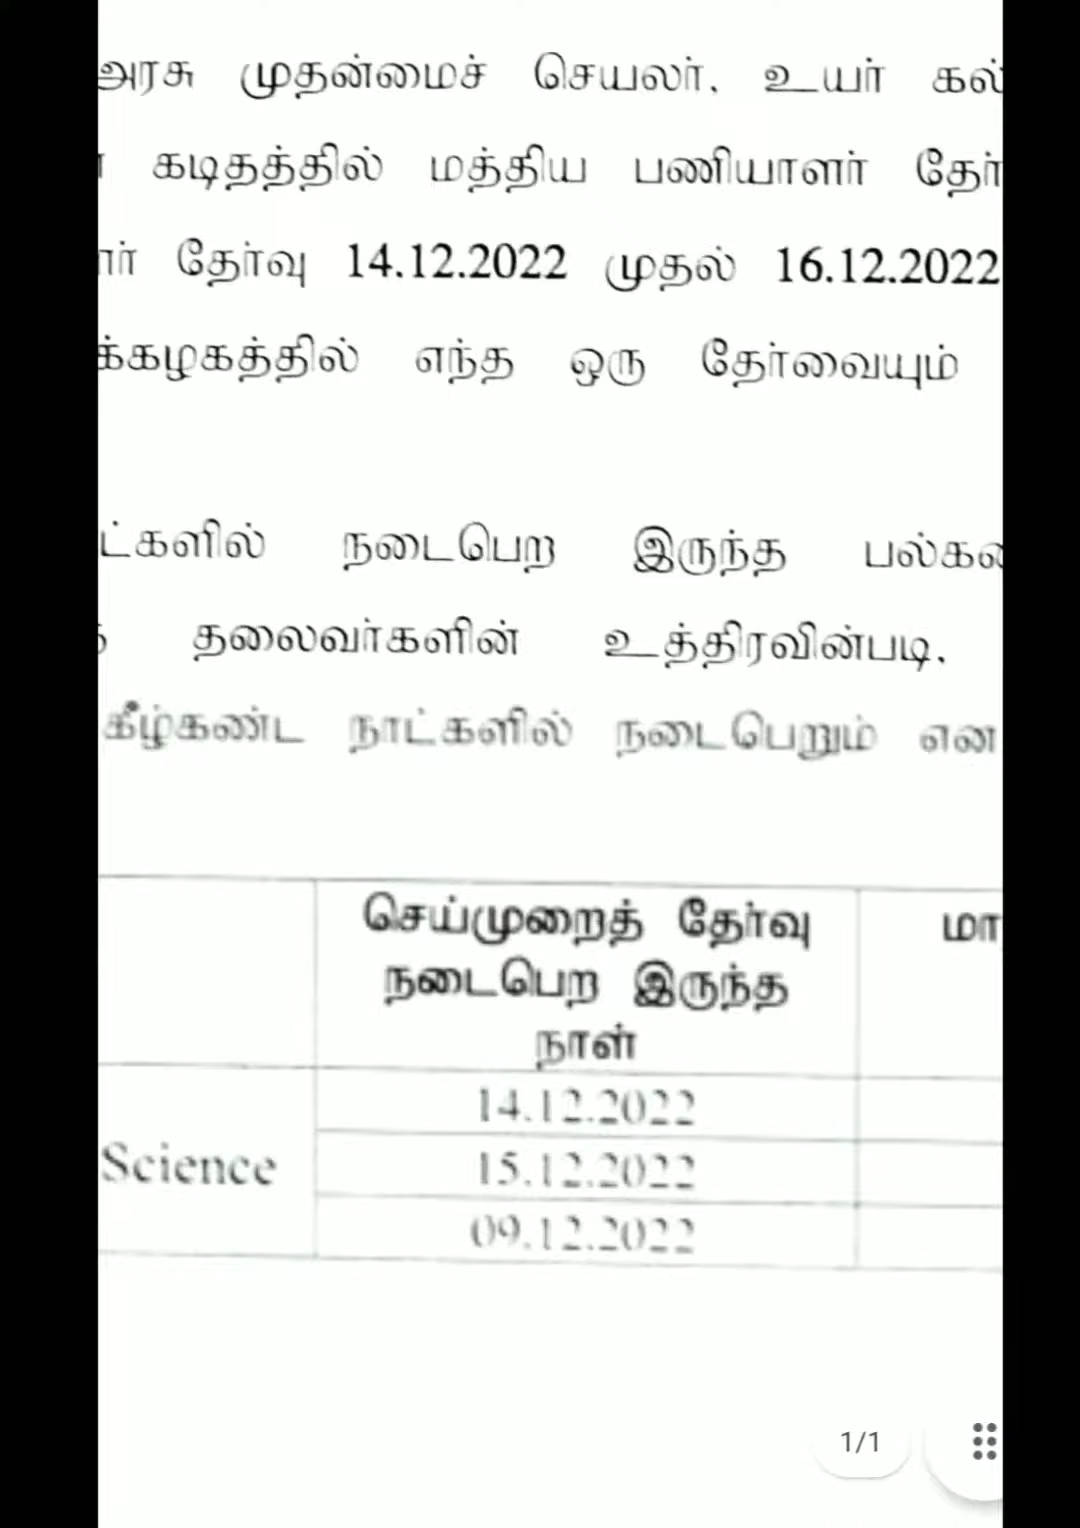 அரசு முதன்மைச் செயலர். உயர் கல்
கடிதத்தில் மத்திய பணியாளர் தேர்
ளர் தேர்வு 14.12.2022 முதல் 16.12.2022
க்கழகத்தில் எந்த ஒரு தேர்வையும்
ட்களில் நடைபெற இருந்த பல்கலை
தலைவர்களின் உத்திரவின்படி.
கீழ்கண்ட நாட்களில் நடைபெறும் என
செய்முறைத் தேர்வு மா
நடைபெற இருந்த
நாள்
14.12.2022
Science 15.12.2022
09.12.2022
1/1